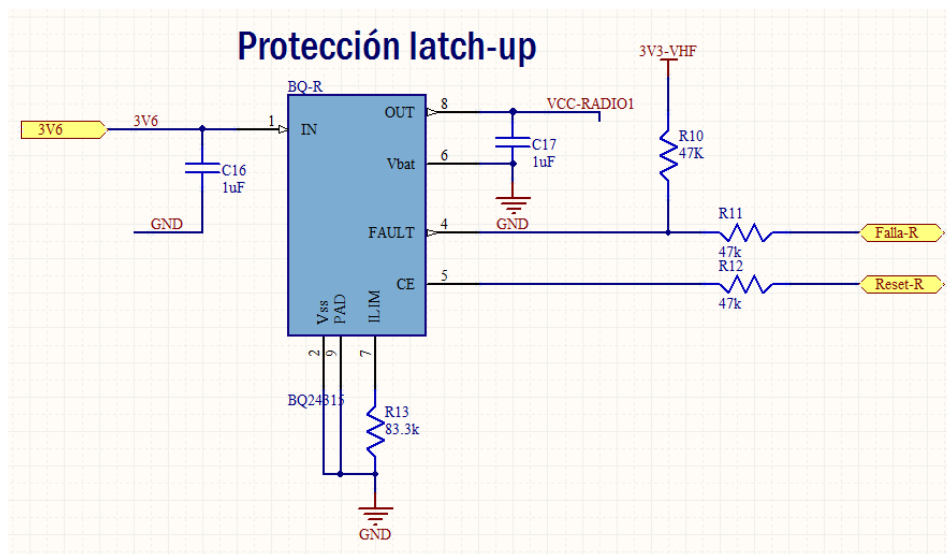 Protección latch-up
3V3-VHF
BQ-R
3V6
3V6
1
IN
OUT
8
VCC-RADIO1
C16
1uF
C17
1uF
Vbat
6
R10
47K
GND
GND
FAULT
4
R11
47k
Falla-R
CE
5
R12
47k
Reset-R
Vss
PAD
ILIM
2
9
7
BQ24315
R13
83.3k
GND